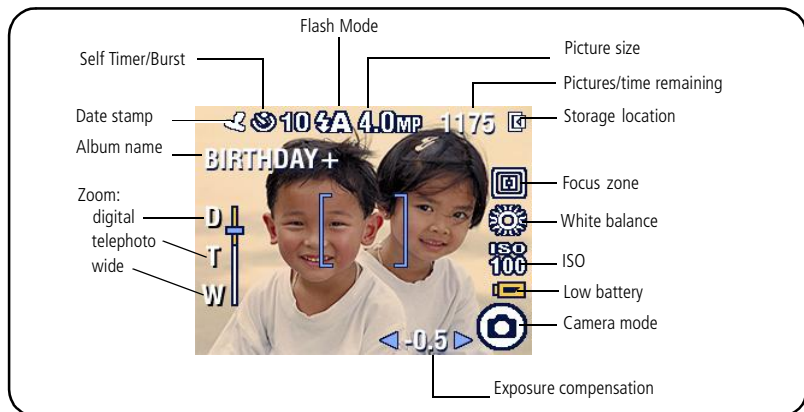 Flash Mode
Self Timer/Burst
Picture size
Pictures/time remaining
Date stamp
Storage location
10 A 4.0MP 1175
Album name
BIRTHDAY+
Focus zone
Zoom:
digital
D
White balance
telephoto
T
ISO
100
ISO
wide
W
Low battery
Camera mode
-0.5
Exposure compensation